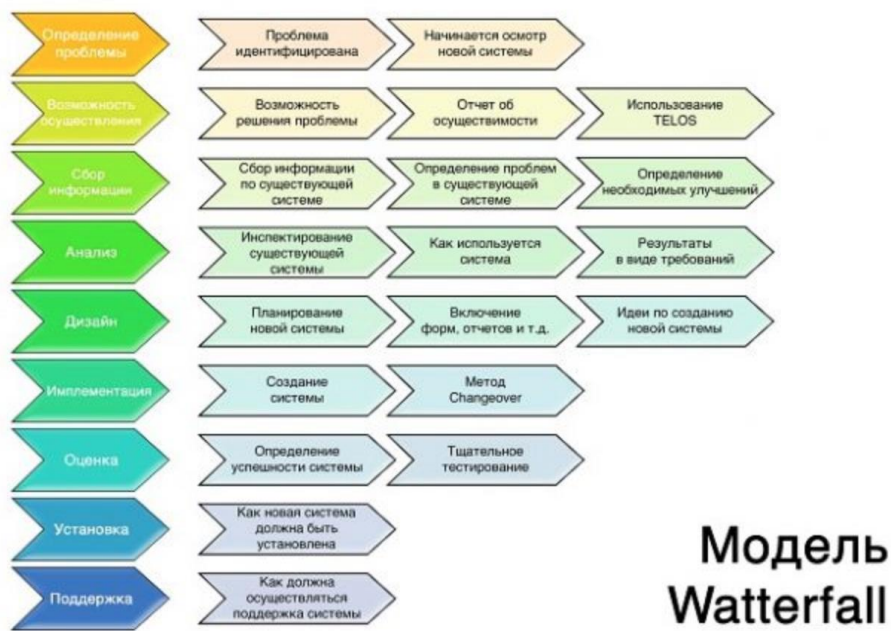 Определение
проблемы
Проблема
идентифицирована
Начинается осмотр
новой системы
Возможность
осуществления
Возможность
решения проблемы
Отчет об
осуществимости
Использование
TELOS
Сбор
информации
Сбор информации
по существующей
системе
Определение проблем
в существующей
системе
Определение
необходимых улучшений
Анализ
Инспектирование
существующей
системы
Как используется
система
Результаты
в виде требований
Дизайн
Планирование
новой системы
Включение
форм, отчетов и т.д.
Идеи по созданию
новой системы
Имплементация
Создание
системы
Метод
Changeover
Оценка
Определение
успешности системы
Тщательное
тестирование
Установка
Как новая система
должна быть
установлена
Поддержка
Как должна
осуществляться
поддержка системы
Модель
Watterfall